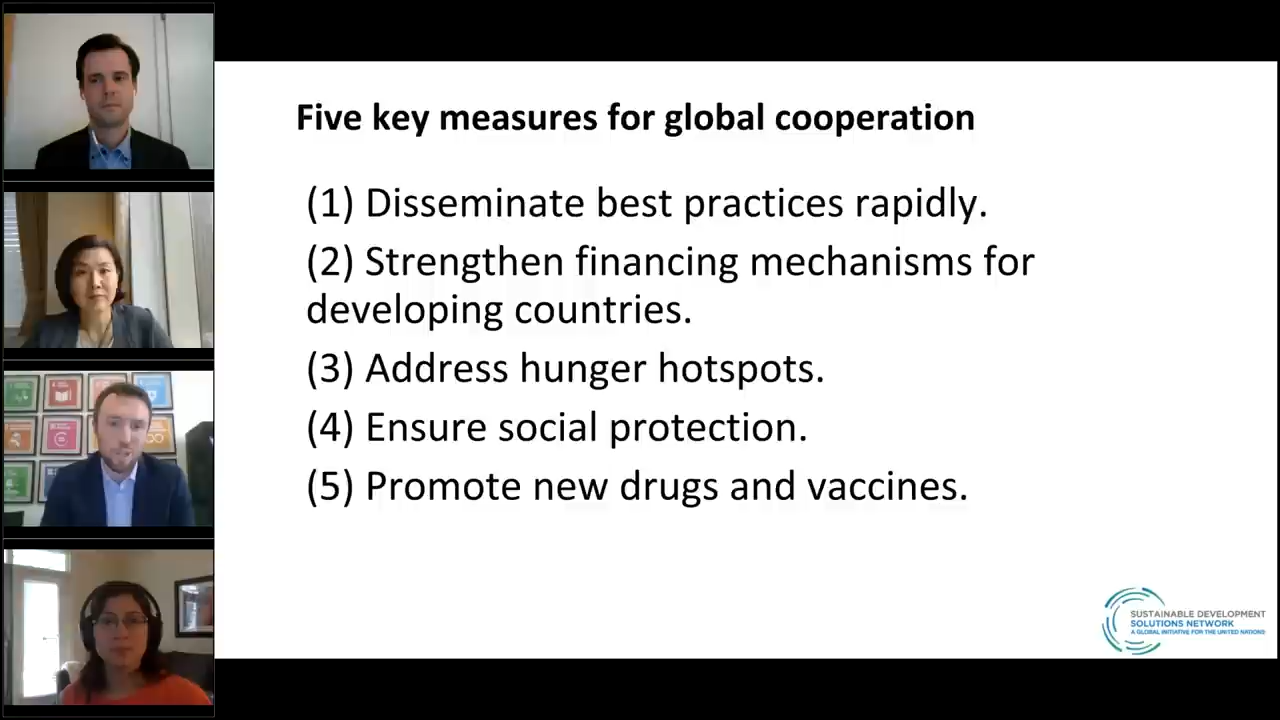 Five key measures for global cooperation
(1) Disseminate best practices rapidly.
(2) Strengthen financing mechanisms for
developing countries.
(3) Address hunger hotspots.
(4) Ensure social protection.
(5) Promote new drugs and vaccines.
SUSTAINABLE DEVELOPMENT
SOLUTIONS NETWORK
A GLOBAL INITIATIVE FOR THE UNITED NATIONS